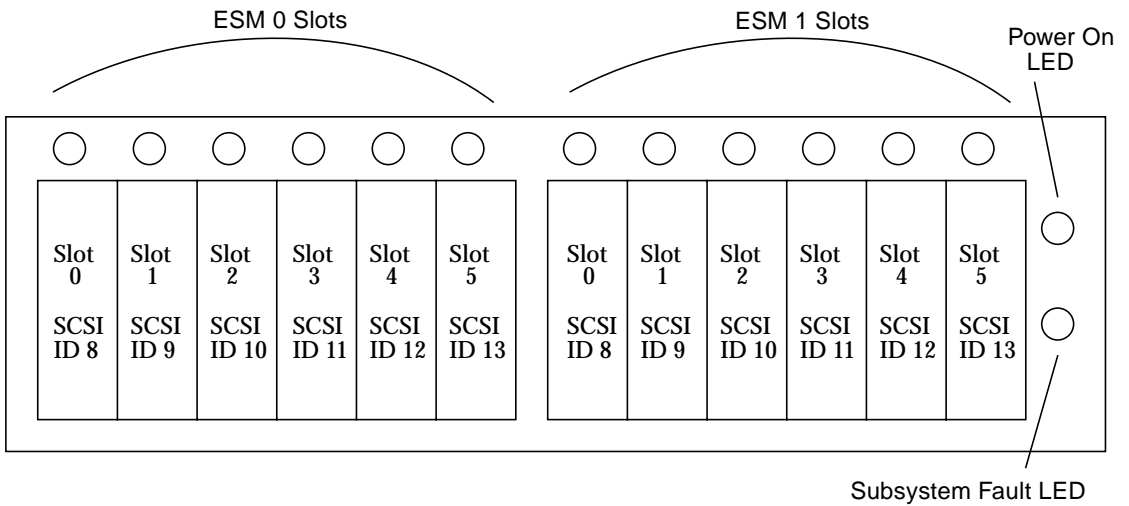 ESM 0 Slots
ESM 1 Slots
Power On
LED
Slot
0
SCSI
ID 8
Slot
1
SCSI
ID 9
Slot
2
SCSI
ID 10
Slot
3
SCSI
ID 11
Slot
4
SCSI
ID 12
Slot
5
SCSI
ID 13
Slot
0
SCSI
ID 8
Slot
1
SCSI
ID 9
Slot
2
SCSI
ID 10
Slot
3
SCSI
ID 11
Slot
4
SCSI
ID 12
Slot
5
SCSI
ID 13
Subsystem Fault LED